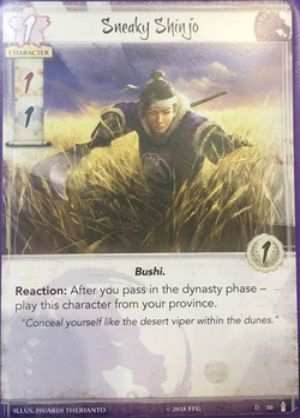 1
Sneaky Shinjo
CHARACTER
1
1
1
Bushi.
Reaction: After you pass in the dynasty phase –
play this character from your province.
"Conceal yourself like the desert viper within the dunes."
ILLUS. ISUARDI THERIANTO
©2018 FFG
D